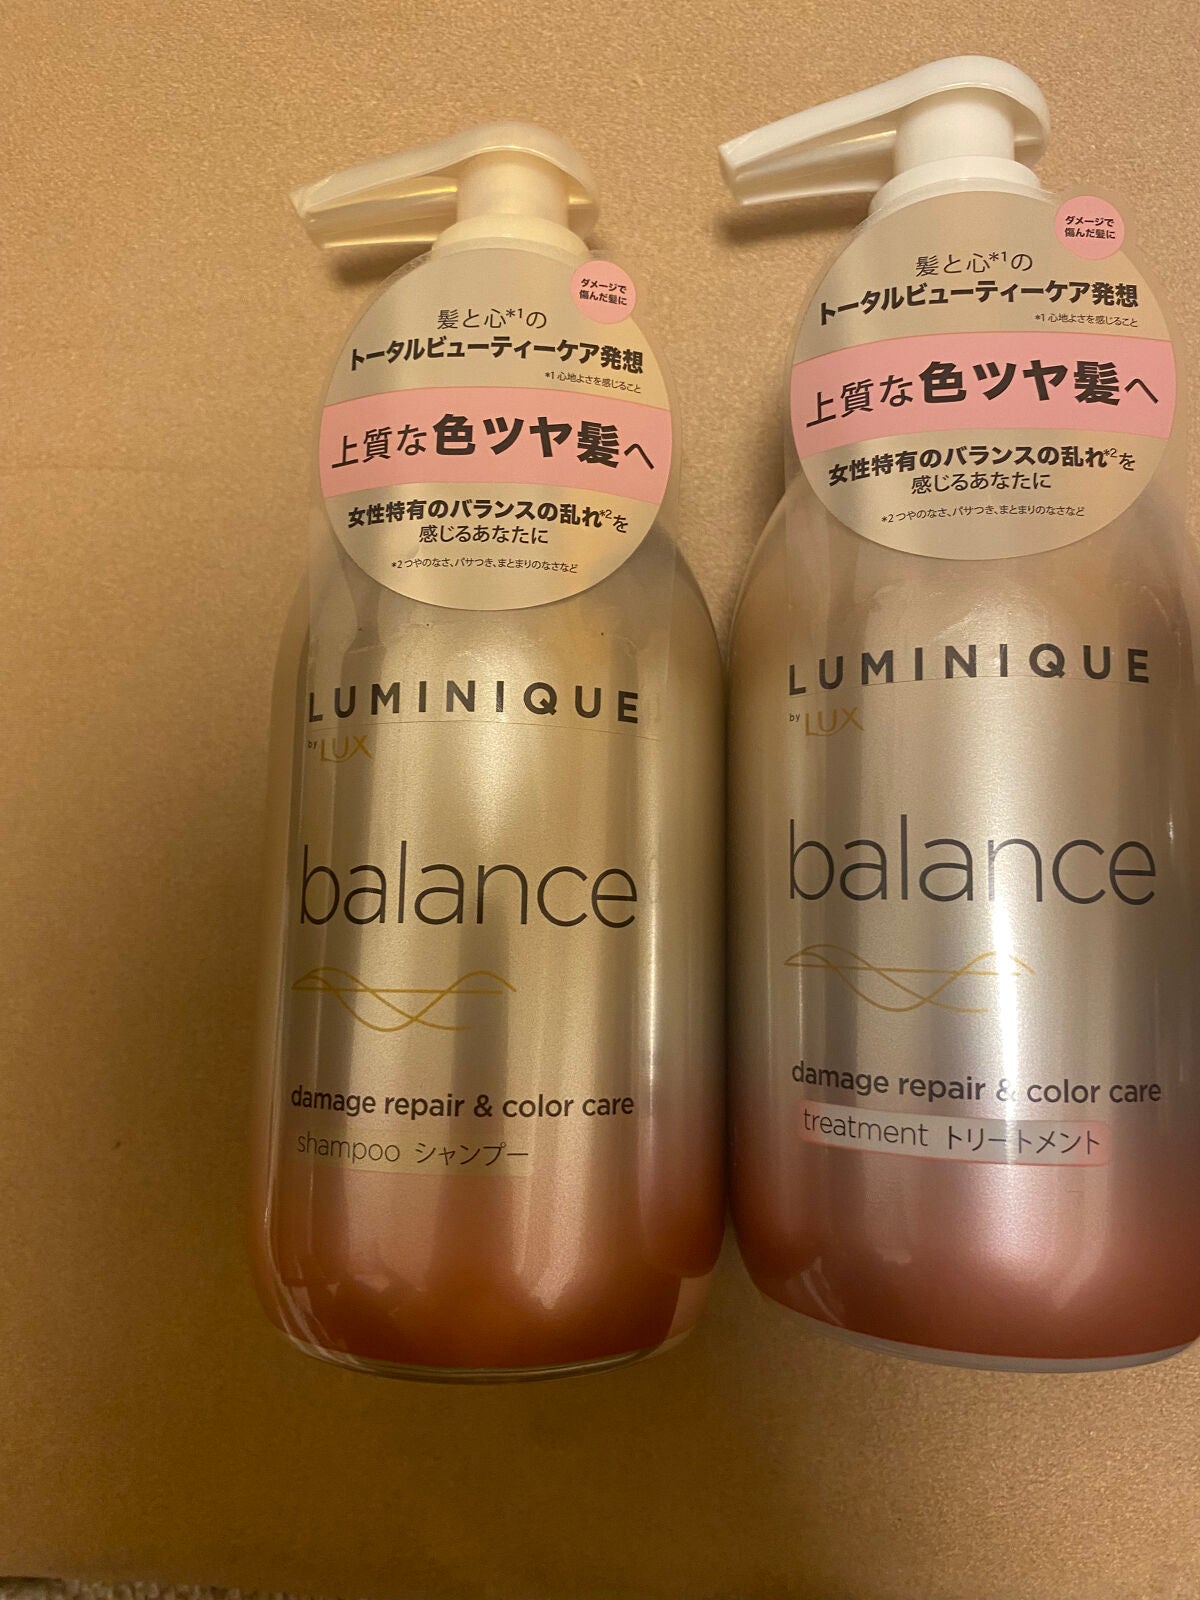 ダメージで
傷んだ髪に
髪と心*1の
トータルビューティーケア発想
*1 心地よさを感じること
上質な色ツヤ髪へ
女性特有のバランスの乱れ*2を
感じるあなたに
*2 つやのなさ、パサつき、まとまりのなさなど
LUMINIQUE
by LUX
balance
damage repair & color care
shampoo シャンプー
ダメージで
傷んだ髪に
髪と心*1の
トータルビューティーケア発想
*1 心地よさを感じること
上質な色ツヤ髪へ
女性特有のバランスの乱れ*2を
感じるあなたに
*2 つやのなさ、パサつき、まとまりのなさなど
LUMINIQUE
by LUX
balance
damage repair & color care
treatment トリートメント